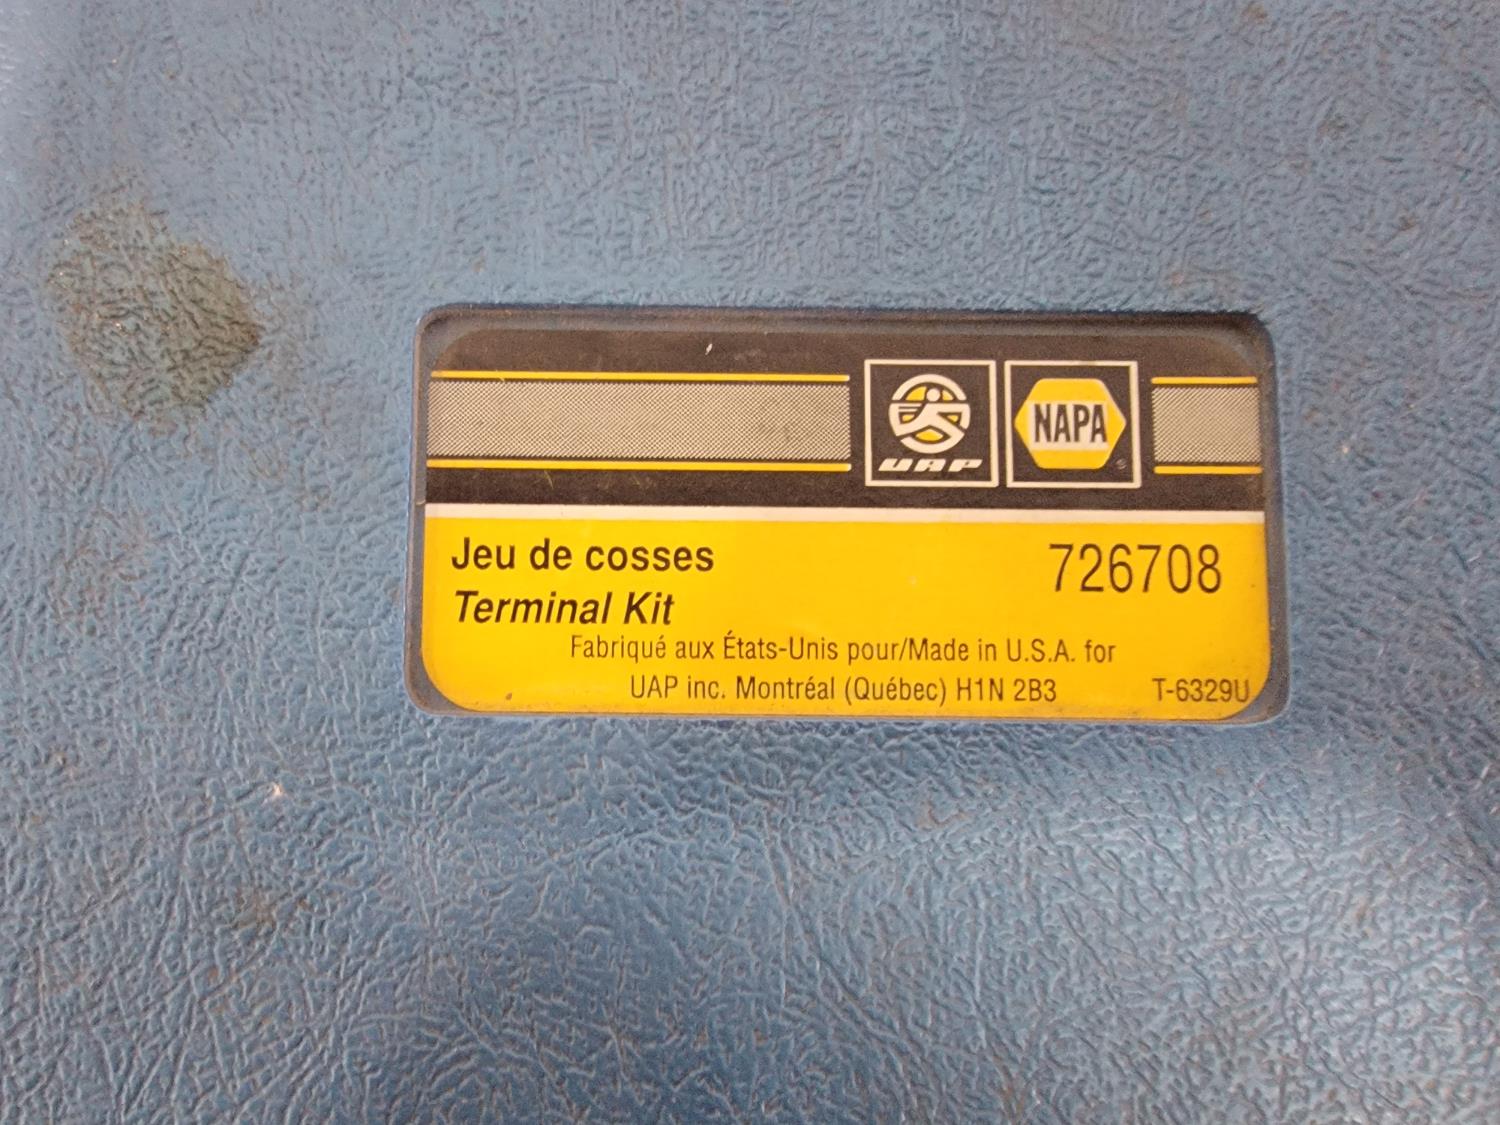 UAP
NAPA
Jeu de cosses
726708
Terminal Kit
Fabriqué aux États-Unis pour/Made in U.S.A. for
UAP inc. Montréal (Québec) H1N 2B3
T-6329U